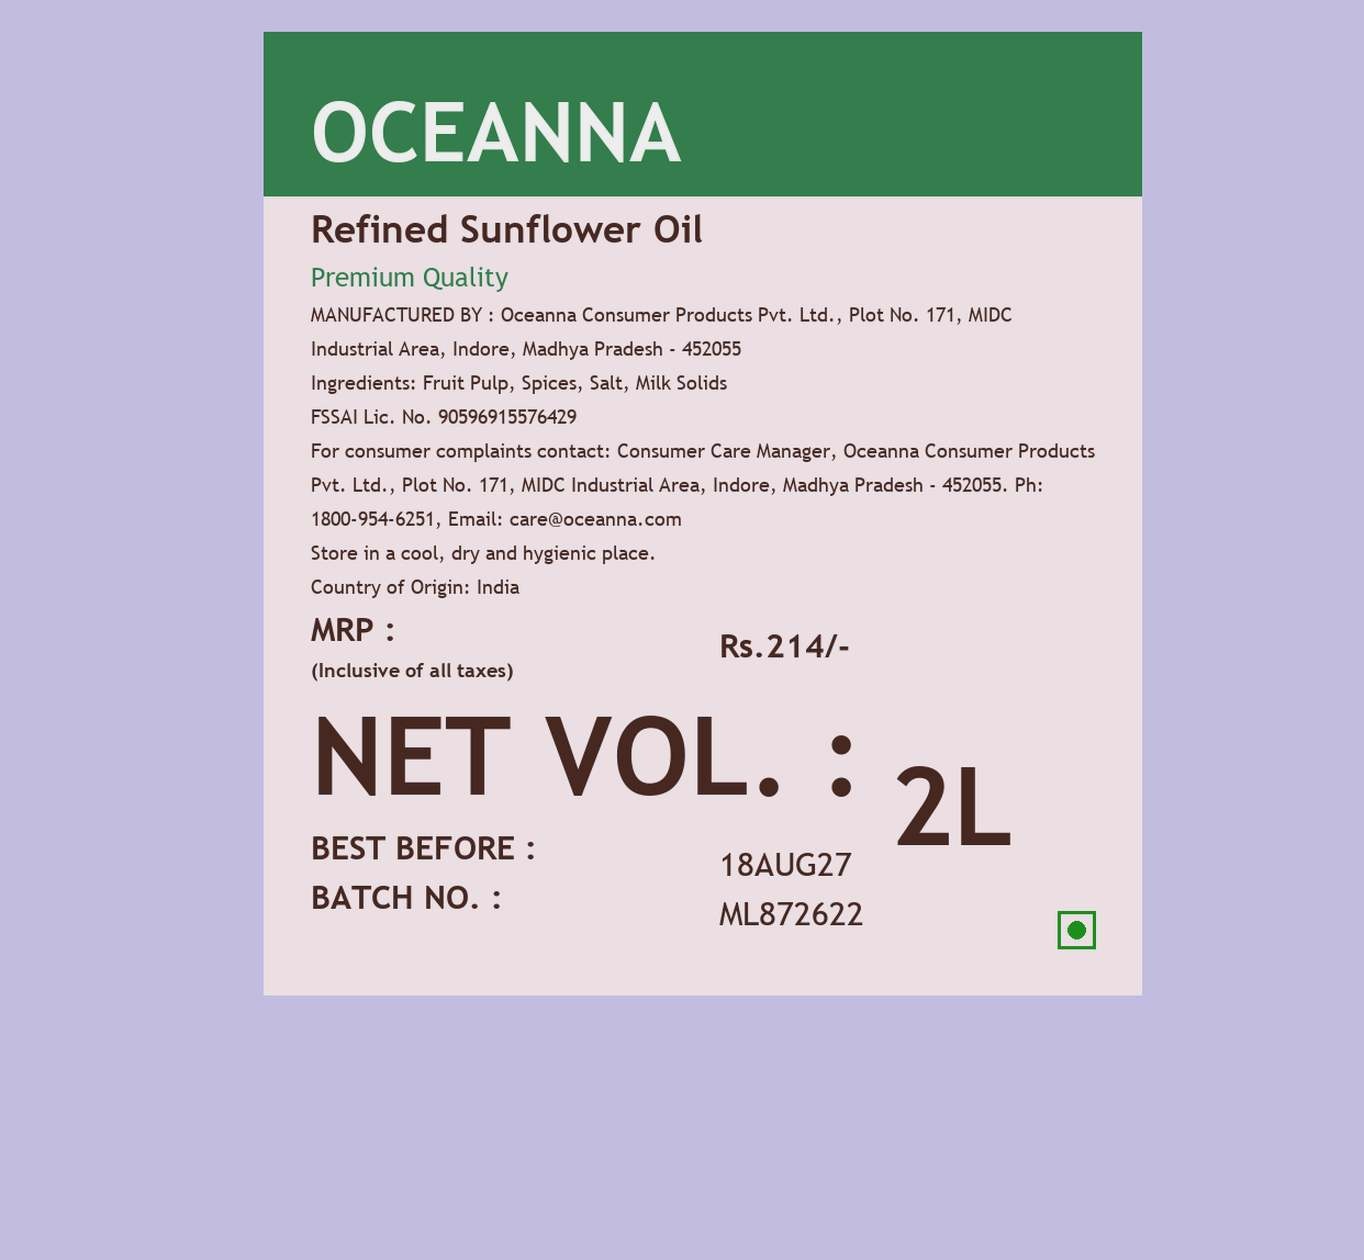 OCEANNA
Refined Sunflower Oil
Premium Quality
MANUFACTURED BY : Oceanna Consumer Products Pvt. Ltd., Plot No. 171, MIDC
Industrial Area, Indore, Madhya Pradesh - 452055
Ingredients: Fruit Pulp, Spices, Salt, Milk Solids
FSSAI Lic. No. 90596915576429
For consumer complaints contact: Consumer Care Manager, Oceanna Consumer Products
Pvt. Ltd., Plot No. 171, MIDC Industrial Area, Indore, Madhya Pradesh - 452055. Ph:
1800-954-6251, Email: care@oceanna.com
Store in a cool, dry and hygienic place.
Country of Origin: India
MRP : Rs.214/-
(Inclusive of all taxes)
NET VOL. : 2L
BEST BEFORE : 18AUG27
BATCH NO. : ML872622